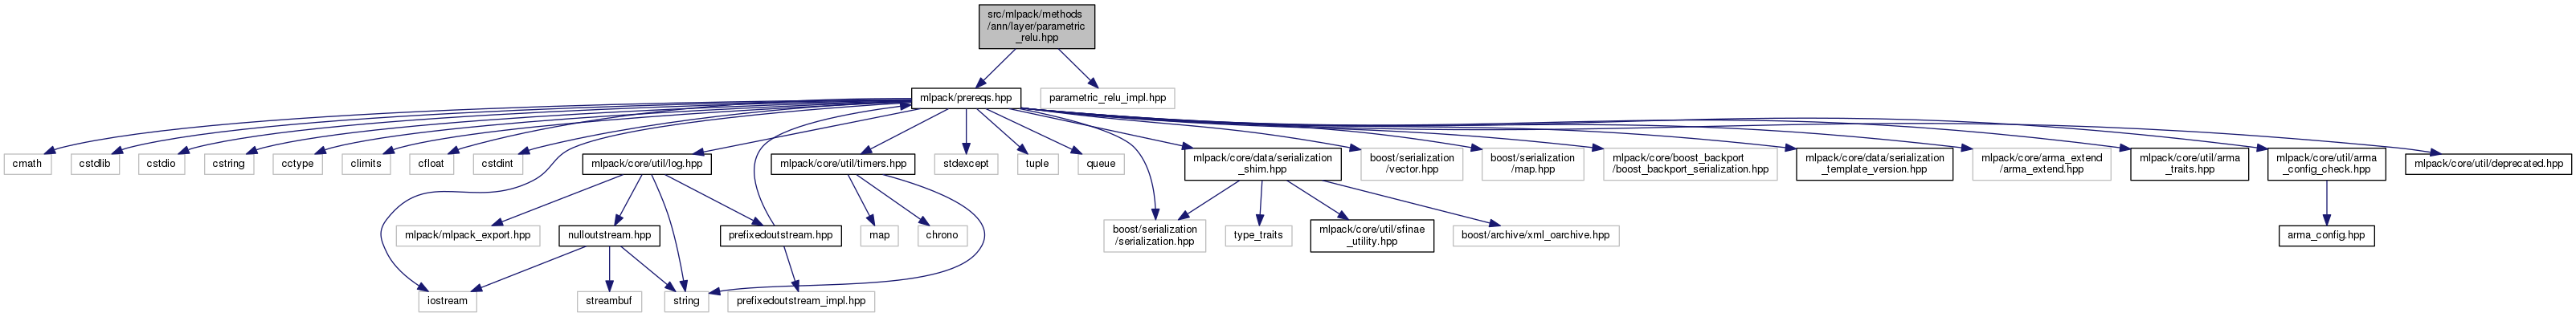 src/mlpack/methods
/ann/layer/parametric
_relu.hpp
mlpack/prereqs.hpp
parametric_relu_impl.hpp
cmath
cstdlib
cstdio
cstring
cctype
climits
cfloat
cstdint
mlpack/core/util/log.hpp
mlpack/core/util/timers.hpp
stdexcept
tuple
queue
mlpack/core/data/serialization
_shim.hpp
boost/serialization
/vector.hpp
boost/serialization
/map.hpp
mlpack/core/boost_backport
/boost_backport_serialization.hpp
mlpack/core/data/serialization
_template_version.hpp
mlpack/core/arma_extend
/arma_extend.hpp
mlpack/core/util/arma
_traits.hpp
mlpack/core/util/arma
_config_check.hpp
mlpack/core/util/deprecated.hpp
mlpack/mlpack_export.hpp
nulloutstream.hpp
prefixedoutstream.hpp
map
chrono
boost/serialization
/serialization.hpp
type_traits
mlpack/core/util/sfinae
_utility.hpp
boost/archive/xml_oarchive.hpp
arma_config.hpp
iostream
streambuf
string
prefixedoutstream_impl.hpp